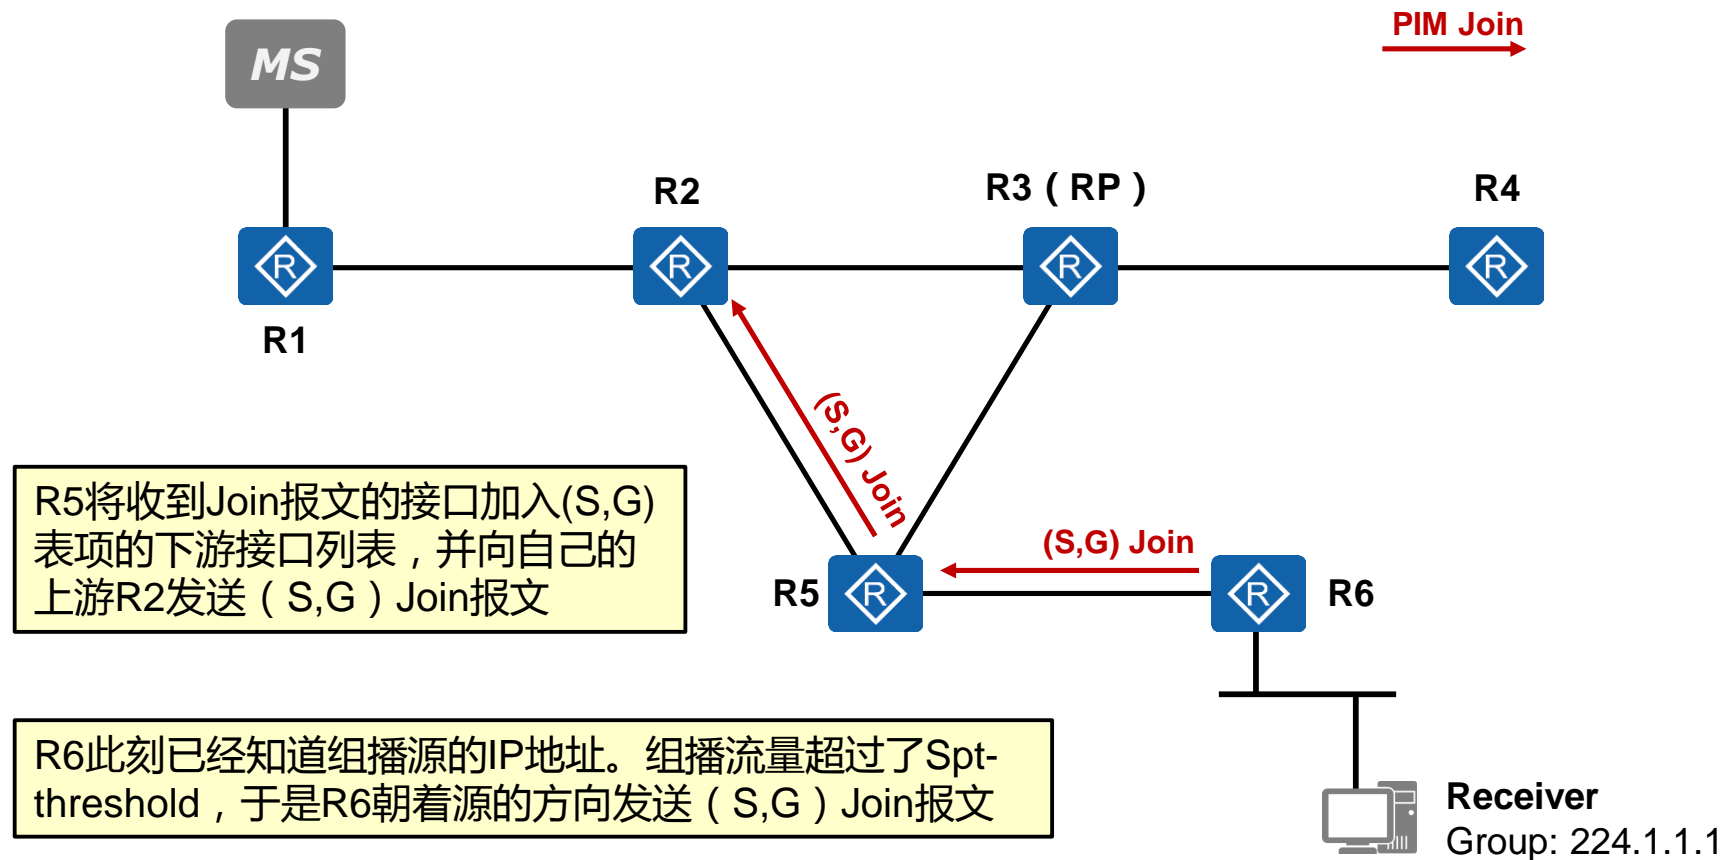 PIM Join
MS
R2
R3（RP）
R4
R
R
R
R
R1
(S,G) Join
R5将收到Join报文的接口加入(S,G)
表项的下游接口列表，并向自己的
上游R2发送（S,G）Join报文
(S,G) Join
R5
R
R
R6
R6此刻已经知道组播源的IP地址。组播流量超过了Spt-
threshold，于是R6朝着源的方向发送（S,G）Join报文
Receiver
Group: 224.1.1.1